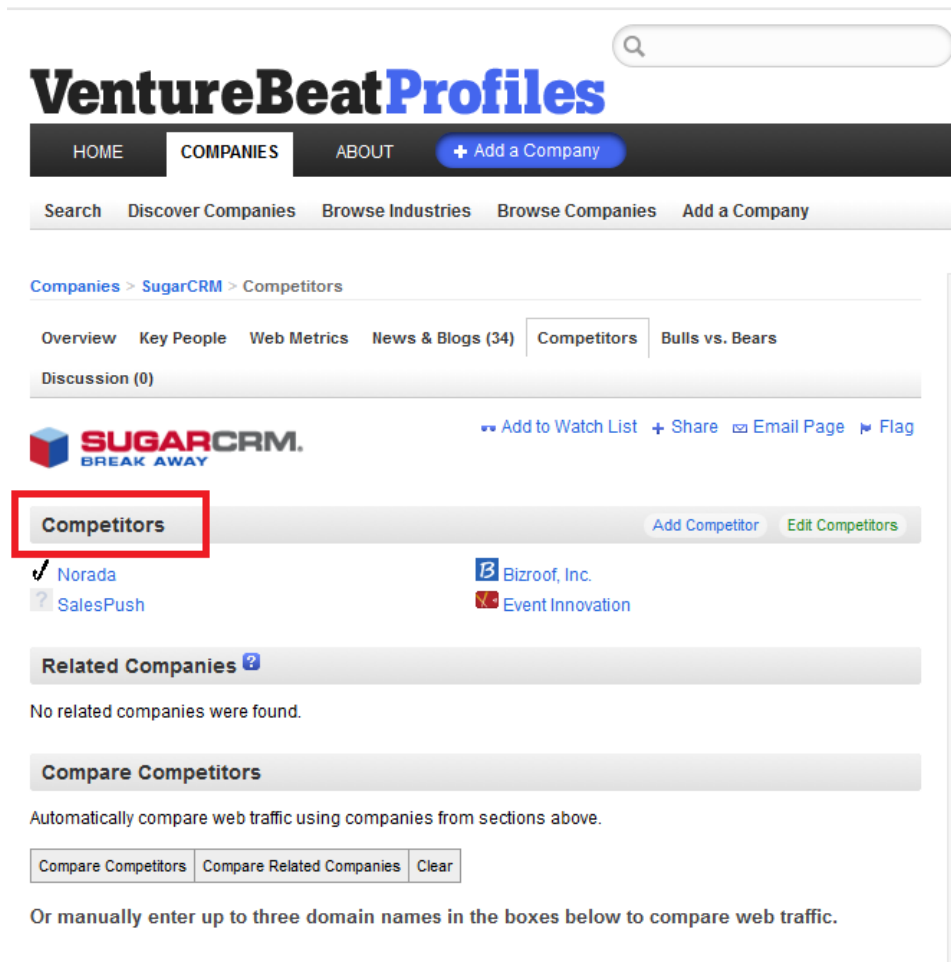 VentureBeatProfiles
HOME COMPANIES ABOUT + Add a Company
Search Discover Companies Browse Industries Browse Companies Add a Company
Companies > SugarCRM > Competitors
Overview Key People Web Metrics News & Blogs (34) Competitors Bulls vs. Bears
Discussion (0)
SUGARCRM.
BREAK AWAY
Add to Watch List + Share Email Page Flag
Competitors Add Competitor Edit Competitors
Norada B Bizroof, Inc.
? SalesPush Event Innovation
Related Companies ?
No related companies were found.
Compare Competitors
Automatically compare web traffic using companies from sections above.
Compare Competitors Compare Related Companies Clear
Or manually enter up to three domain names in the boxes below to compare web traffic.